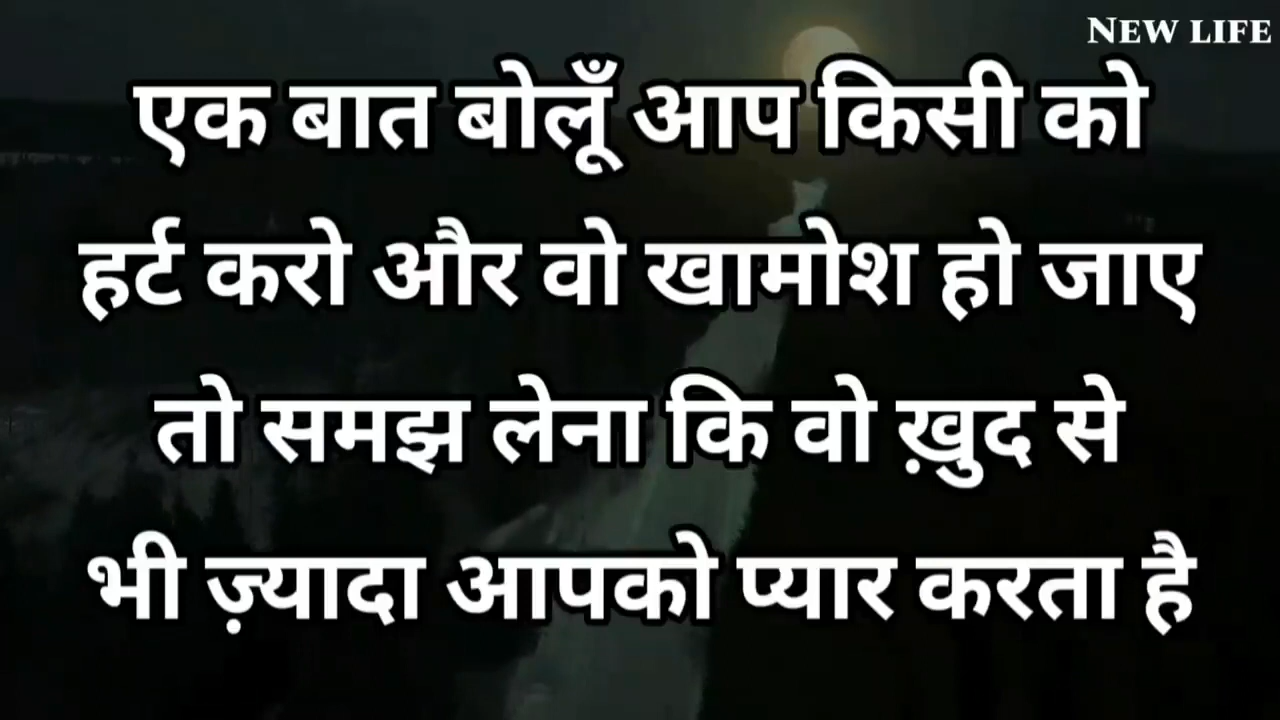 NEW LIFE
एक बात बोलूँ आप किसी को
हर्ट करो और वो खामोश हो जाए
तो समझ लेना कि वो ख़ुद से
भी ज़्यादा आपको प्यार करता है